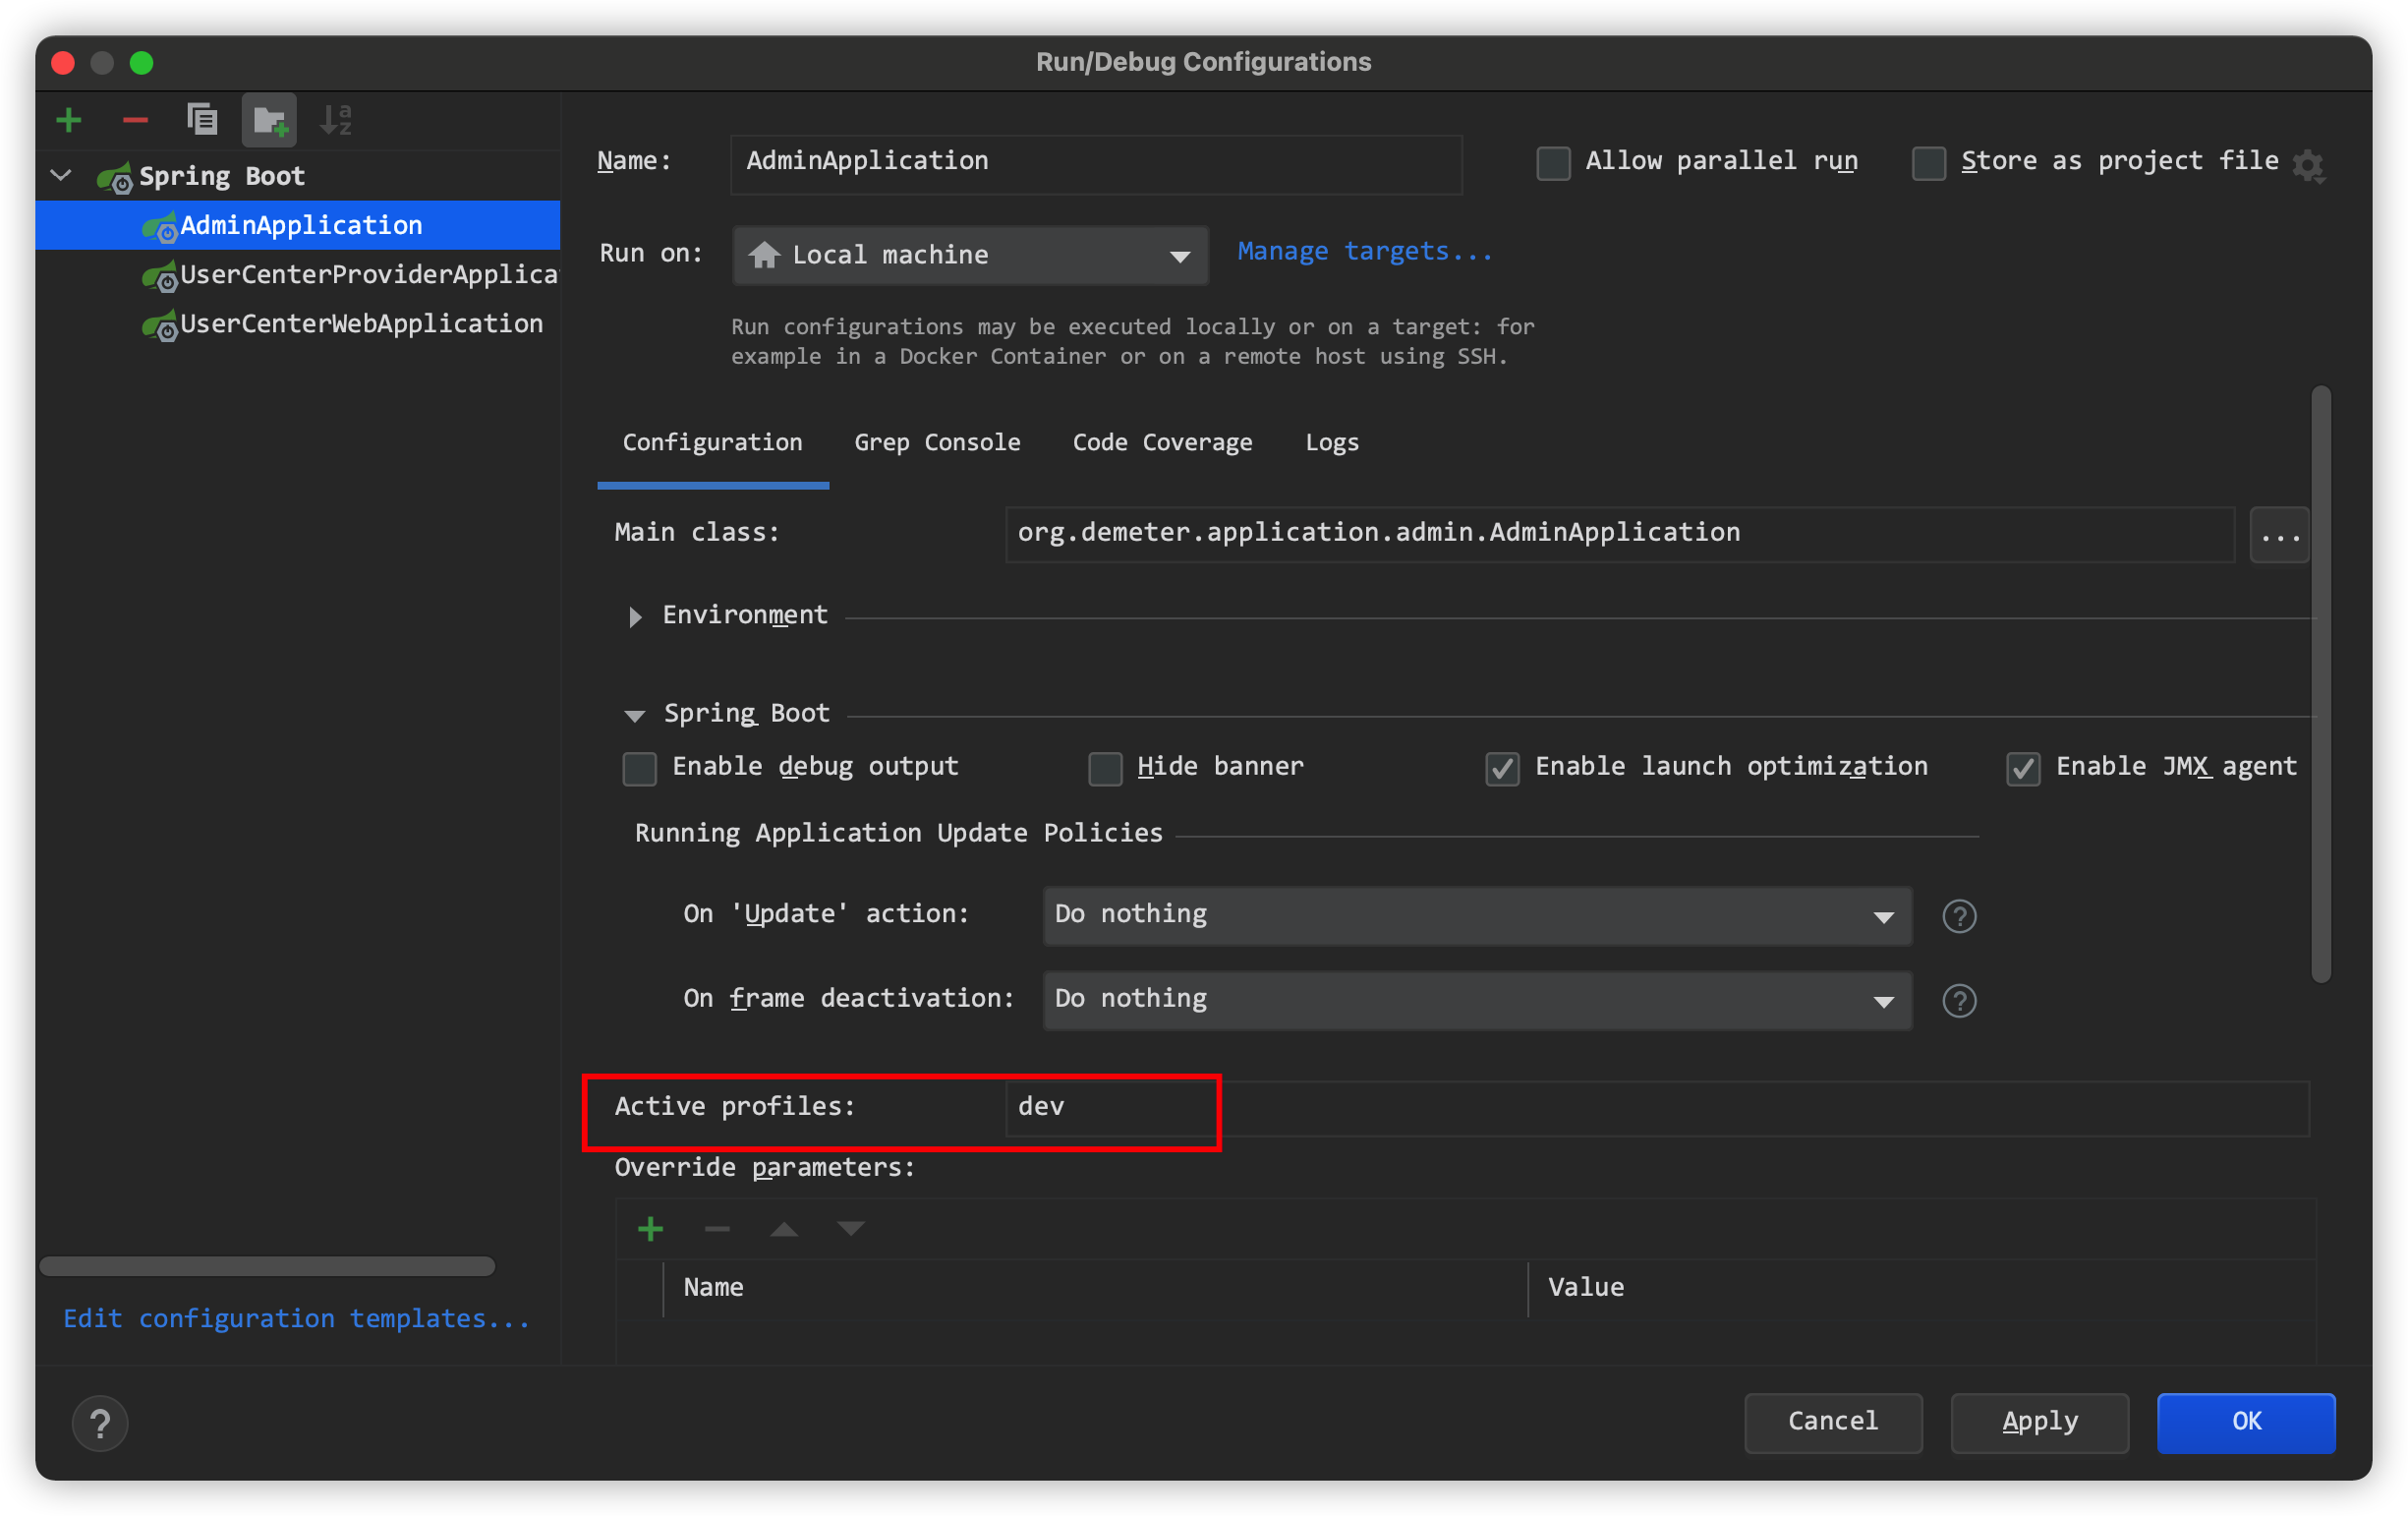 Run/Debug Configurations
Spring Boot
AdminApplication
UserCenterProviderApplica
UserCenterWebApplication
Edit configuration templates...
Name:
AdminApplication
Allow parallel run
Store as project file
Run on:
Local machine
Manage targets...
Run configurations may be executed locally or on a target: for
example in a Docker Container or on a remote host using SSH.
Configuration Grep Console Code Coverage Logs
Main class:
org.demeter.application.admin.AdminApplication
...
Environment
Spring Boot
Enable debug output
Hide banner
Enable launch optimization
Enable JMX agent
Running Application Update Policies
On 'Update' action:
Do nothing
?
On frame deactivation:
Do nothing
?
Active profiles:
dev
Override parameters:
Name
Value
?
Cancel
Apply
OK